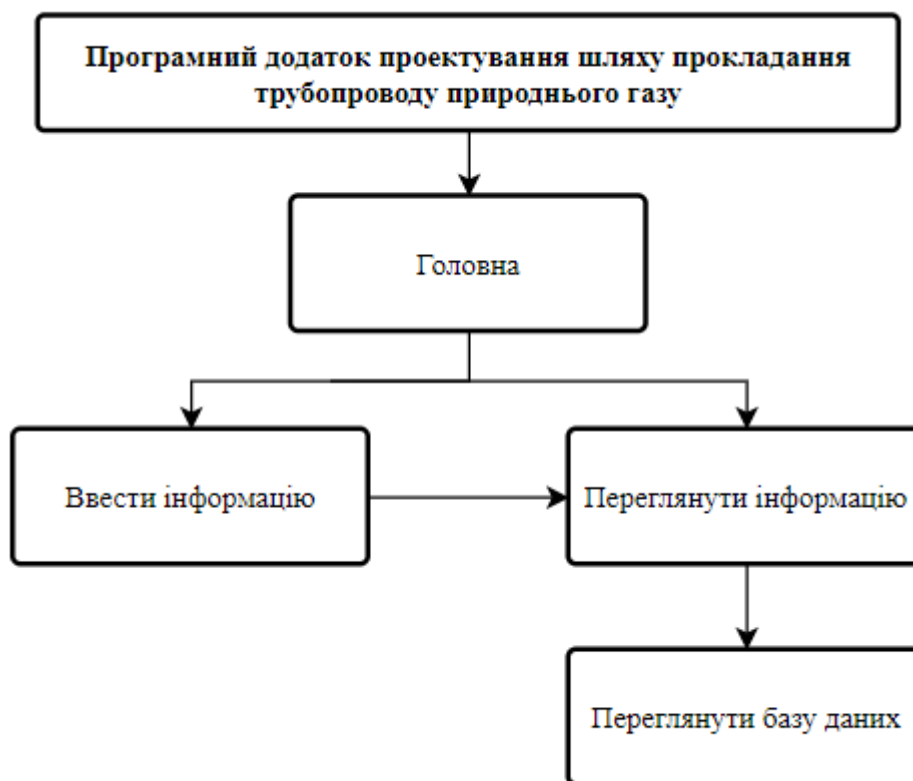 Програмний додаток проектування шляху прокладання
трубопроводу природнього газу
Головна
Ввести інформацію
Переглянути інформацію
Переглянути базу даних